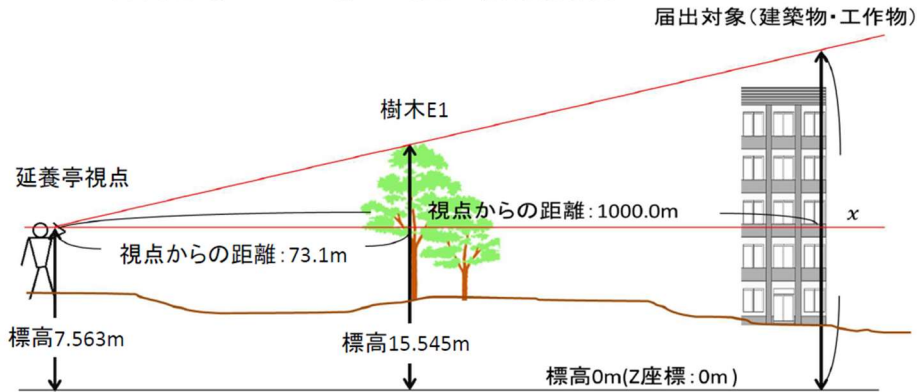 届出対象(建築物・工作物)
樹木E1
延養亭視点
視点からの距離:1000.0m
x
視点からの距離:73.1m
標高7.563m
標高15.545m
標高0m(Z座標:0m)